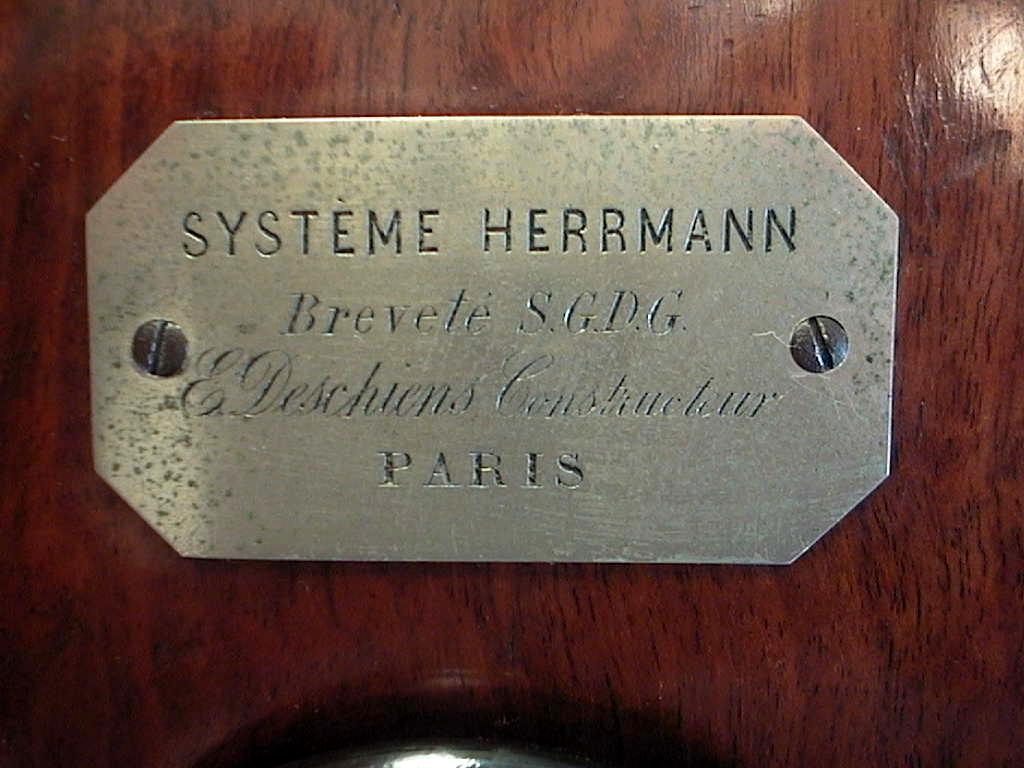 SYSTÈME HERRMANN
Breveté S.G.D.G.
E. Deschiens Constructeur
PARIS